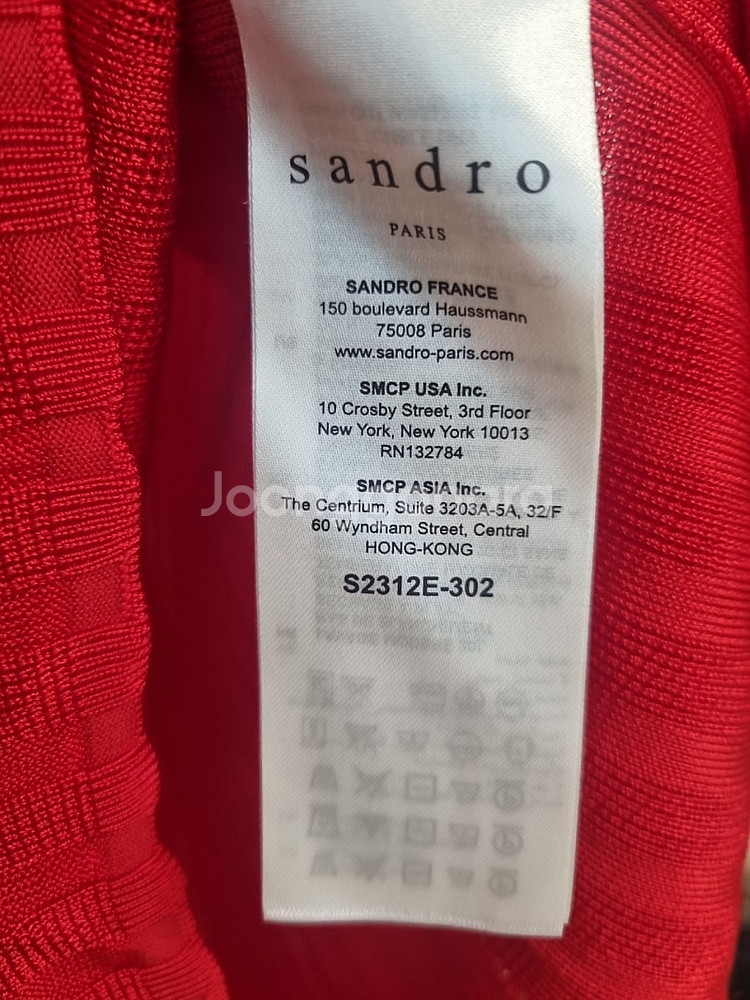 sandro
PARIS
SANDRO FRANCE
150 boulevard Haussmann
75008 Paris
www.sandro-paris.com
SMCP USA Inc.
10 Crosby Street, 3rd Floor
New York, New York 10013
RN132784
SMCP ASIA Inc.
The Centrium, Suite 3203A-5A, 32/F
60 Wyndham Street, Central
HONG-KONG
S2312E-302